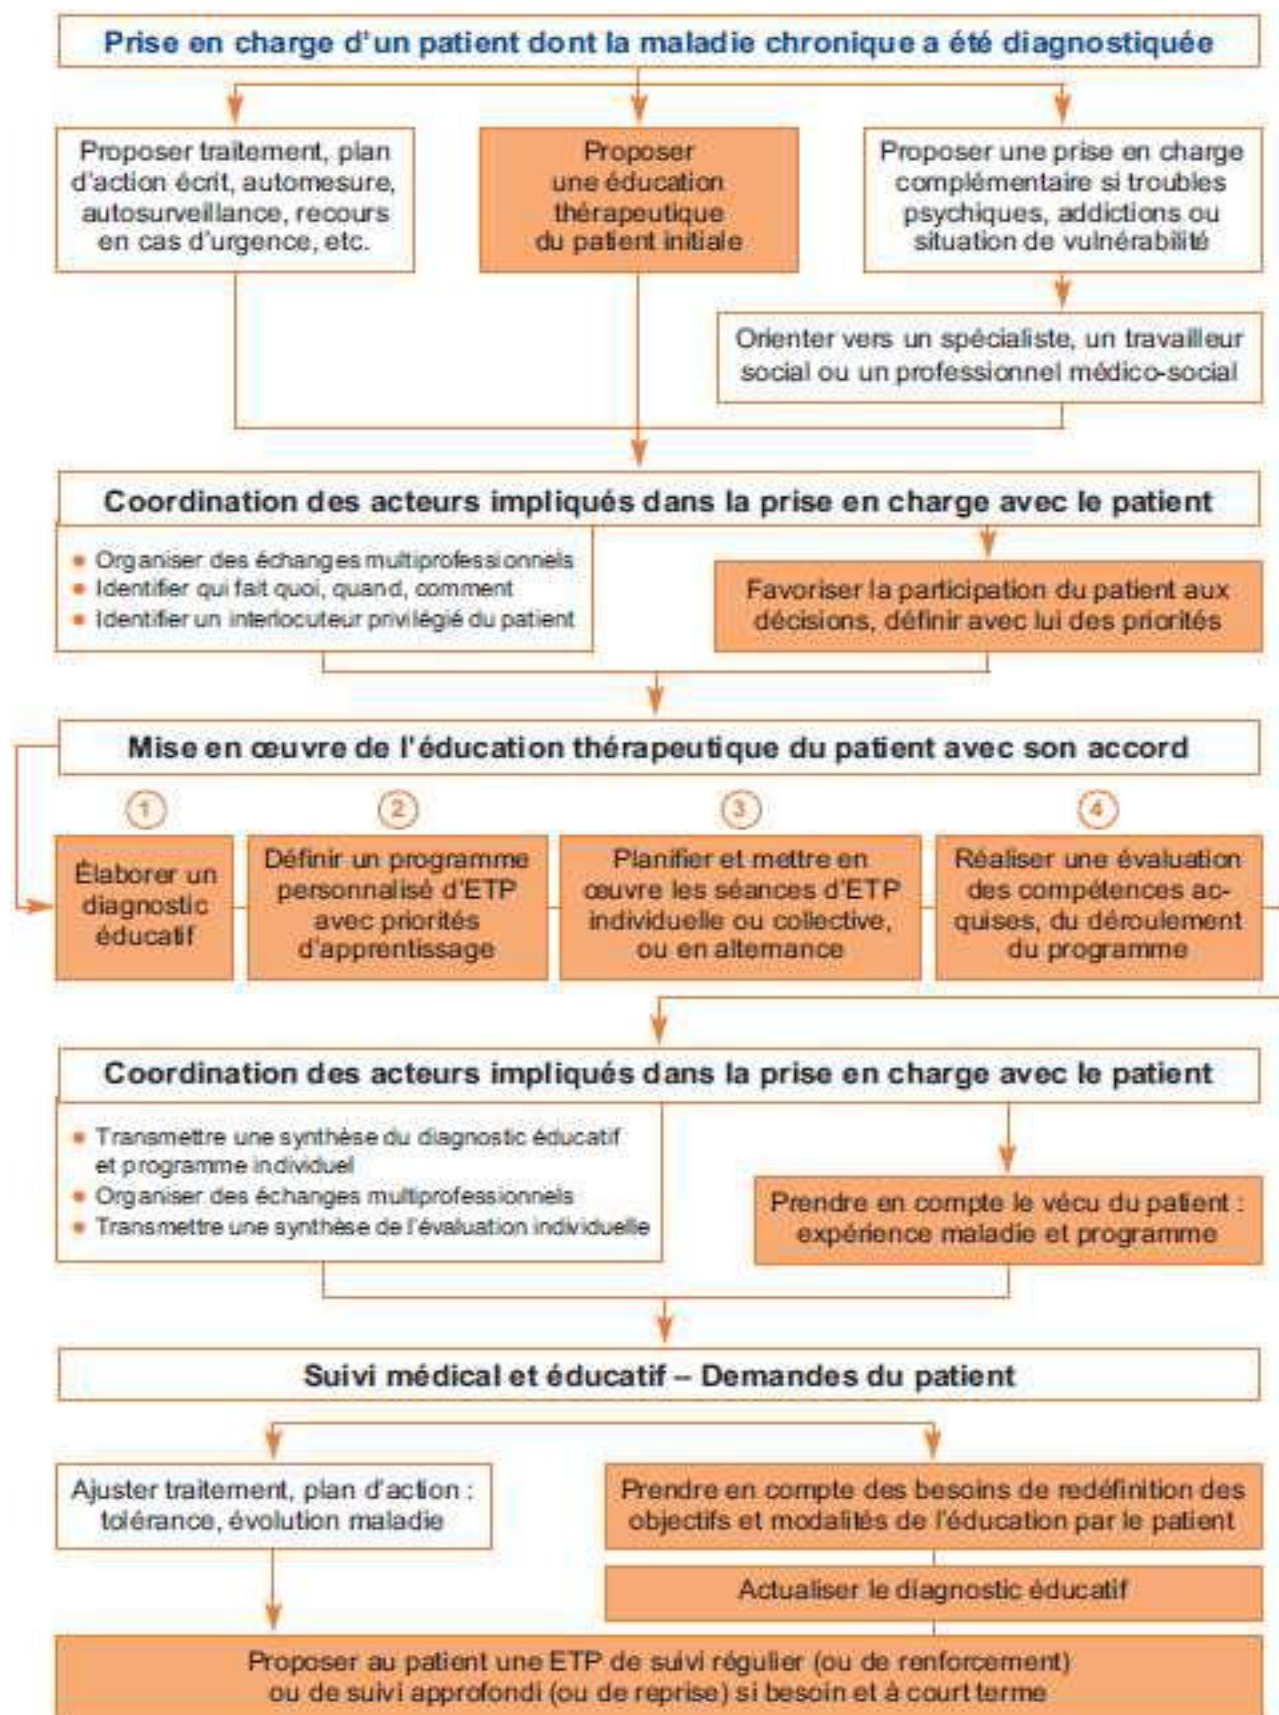 Prise en charge d'un patient dont la maladie chronique a été diagnostiquée
Proposer traitement, plan
d'action écrit, automesure,
autosurveillance, recours
en cas d'urgence, etc.
Proposer
une éducation
thérapeutique
du patient initiale
Proposer une prise en charge
complémentaire si troubles
psychiques, addictions ou
situation de vulnérabilité
Orienter vers un spécialiste, un travailleur
social ou un professionnel médico-social
Coordination des acteurs impliqués dans la prise en charge avec le patient
• Organiser des échanges multiprofessionnels
• Identifier qui fait quoi, quand, comment
• Identifier un interlocuteur privilégié du patient
Favoriser la participation du patient aux
décisions, définir avec lui des priorités
Mise en œuvre de l'éducation thérapeutique du patient avec son accord
1
Élaborer un
diagnostic
éducatif
2
Définir un programme
personnalisé d'ETP
avec priorités
d'apprentissage
3
Planifier et mettre en
œuvre les séances d'ETP
individuelle ou collective,
ou en alternance
4
Réaliser une évaluation
des compétences ac-
quises, du déroulement
du programme
Coordination des acteurs impliqués dans la prise en charge avec le patient
• Transmettre une synthèse du diagnostic éducatif
et programme individuel
• Organiser des échanges multiprofessionnels
• Transmettre une synthèse de l'évaluation individuelle
Prendre en compte le vécu du patient :
expérience maladie et programme
Suivi médical et éducatif – Demandes du patient
Ajuster traitement, plan d'action :
tolérance, évolution maladie
Prendre en compte des besoins de redéfinition des
objectifs et modalités de l'éducation par le patient
Actualiser le diagnostic éducatif
Proposer au patient une ETP de suivi régulier (ou de renforcement)
ou de suivi approfondi (ou de reprise) si besoin et à court terme